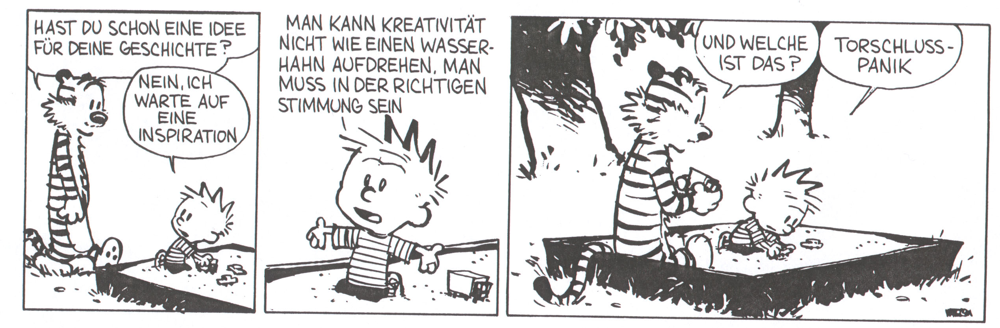 HAST DU SCHON EINE IDEE
FÜR DEINE GESCHICHTE?
NEIN, ICH
WARTE AUF
EINE
INSPIRATION
MAN KANN KREATIVITÄT
NICHT WIE EINEN WASSER-
HAHN AUFDREHEN. MAN
MUSS IN DER RICHTIGEN
STIMMUNG SEIN
UND WELCHE
IST DAS?
TORSCHLUSS-
PANIK